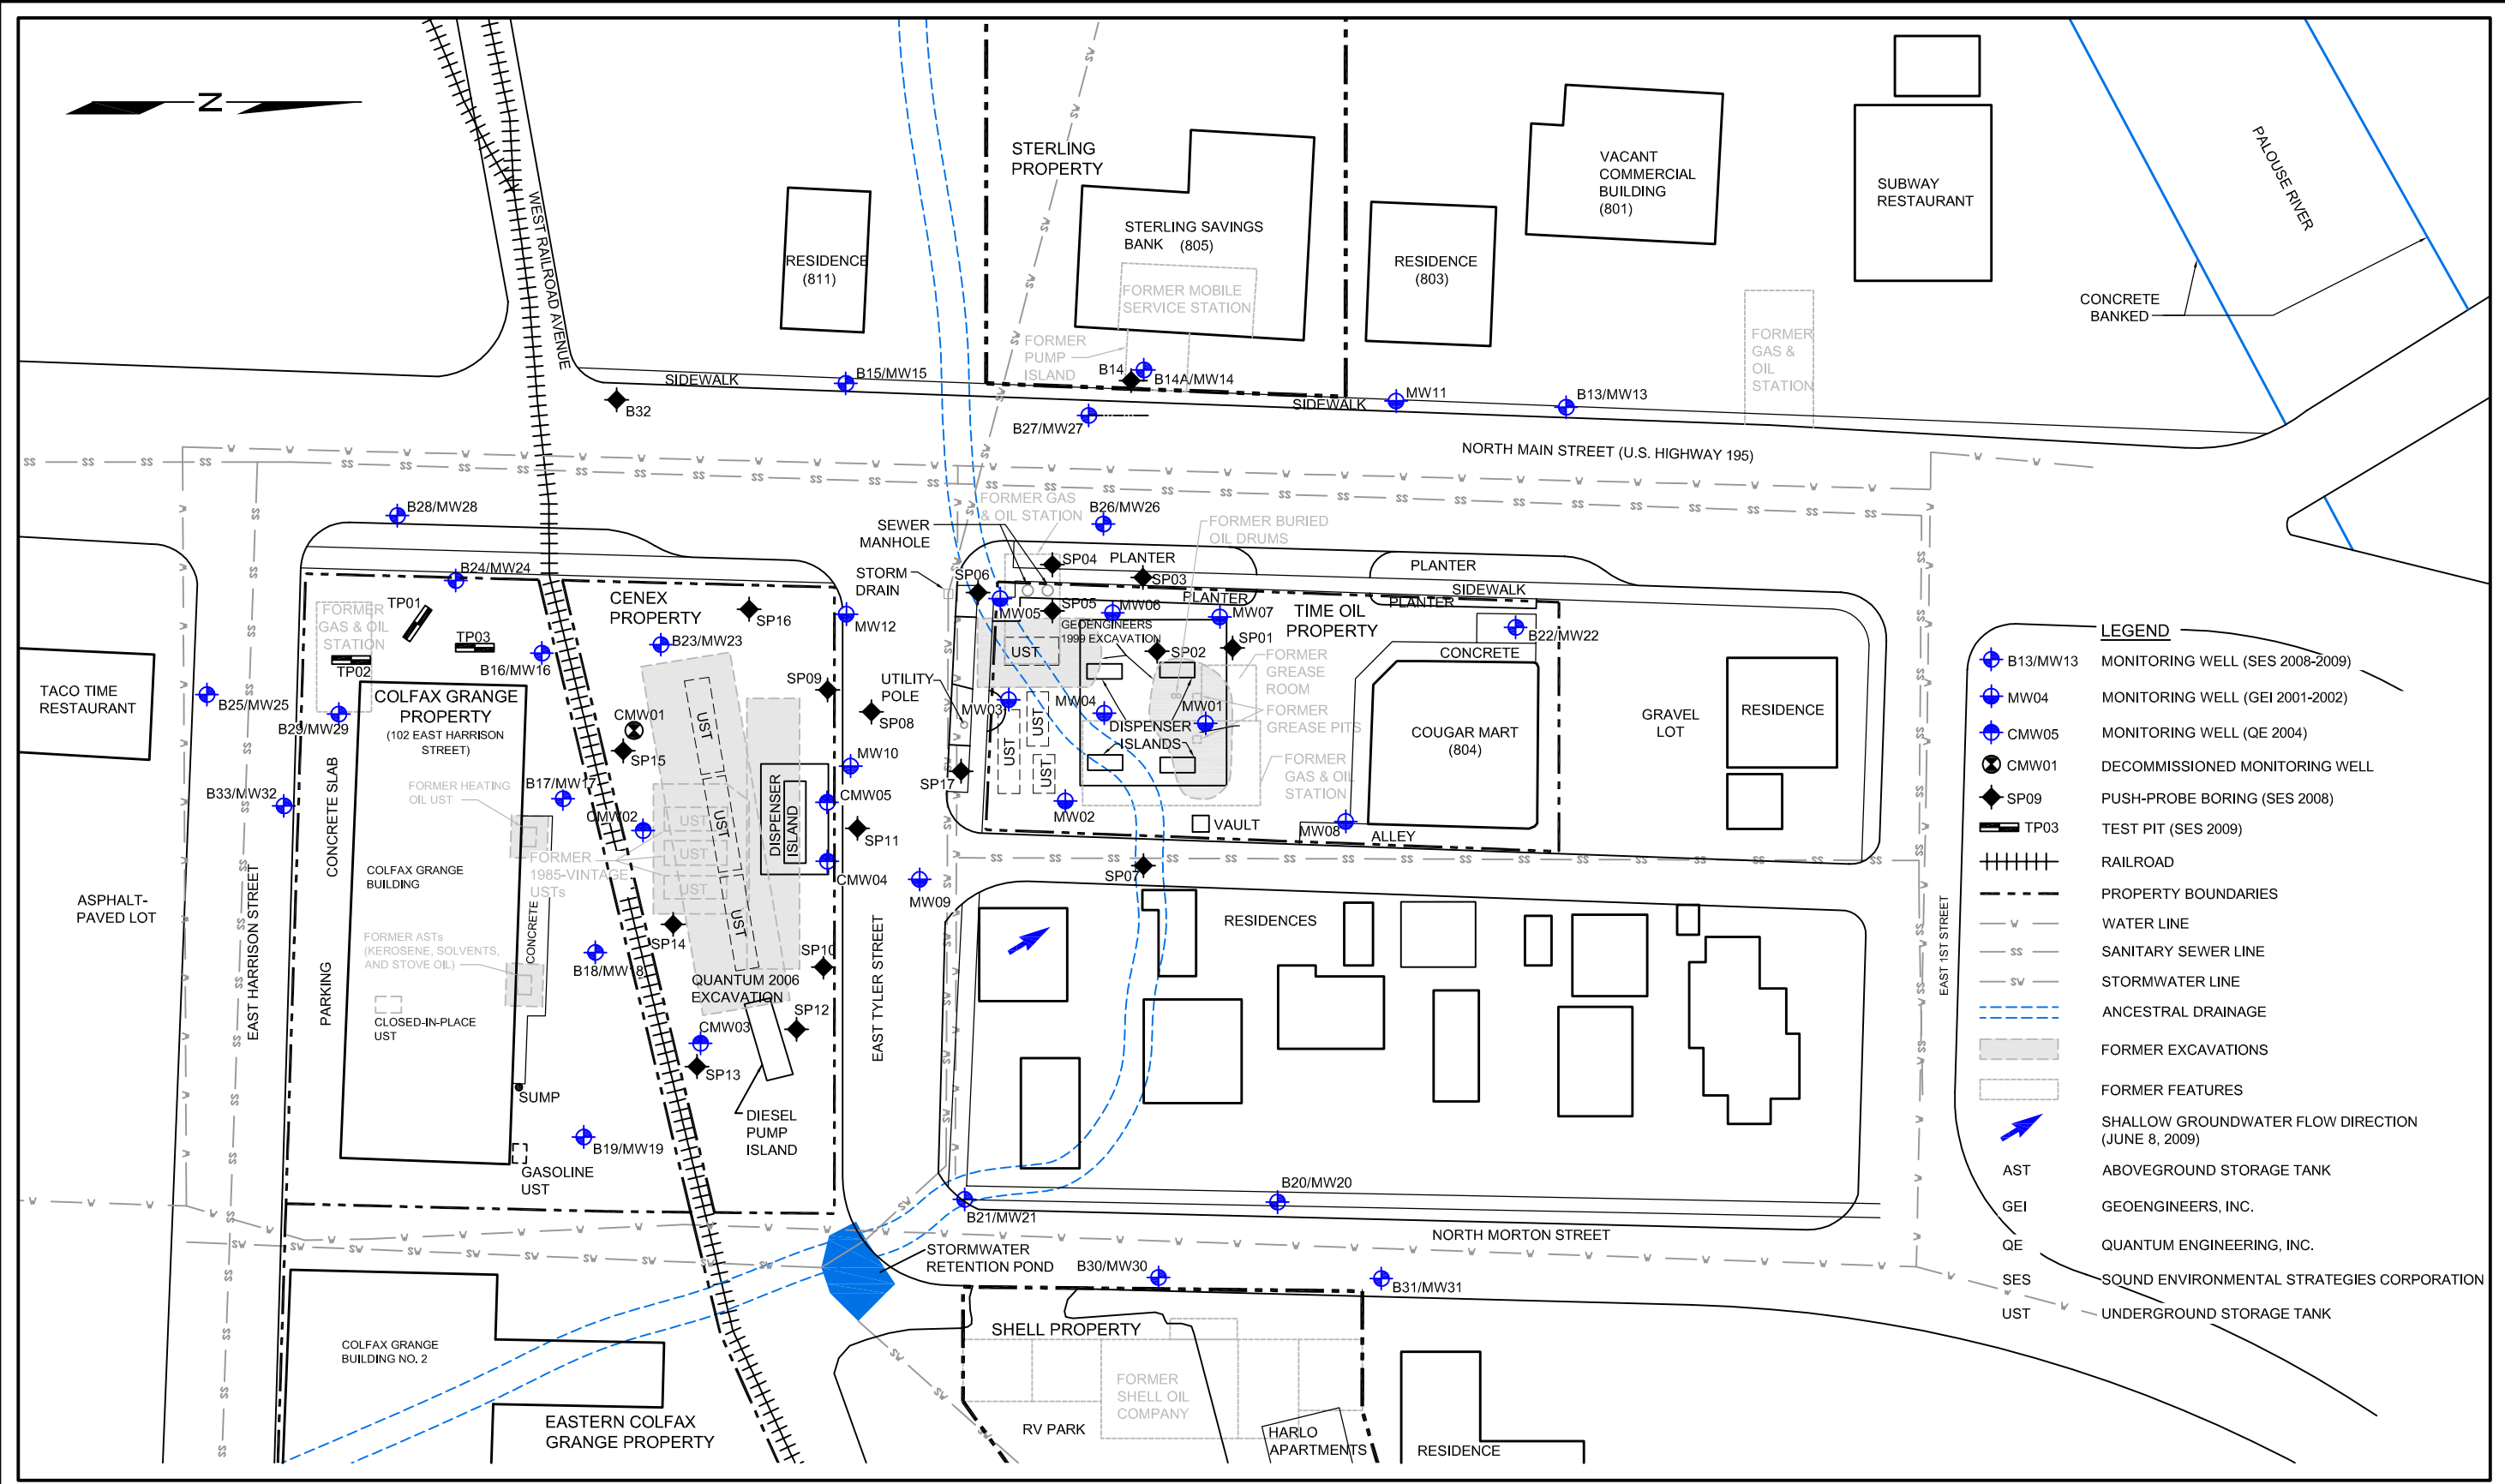 N
WEST RAILROAD AVENUE
STERLING
PROPERTY
RESIDENCE
(811)
STERLING SAVINGS
BANK (805)
FORMER MOBILE
SERVICE STATION
FORMER
PUMP
ISLAND
RESIDENCE
(803)
VACANT
COMMERCIAL
BUILDING
(801)
SUBWAY
RESTAURANT
FORMER
GAS &
OIL
STATION
PALOUSE RIVER
CONCRETE
BANKED
SIDEWALK
B32
B15/MW15
B14
B14A/MW14
B27/MW27
SIDEWALK
MW11
B13/MW13
NORTH MAIN STREET (U.S. HIGHWAY 195)
B28/MW28
B24/MW24
FORMER
GAS & OIL
STATION
TP01
TP03
TP02
B16/MW16
CENEX
PROPERTY
SP16
B23/MW23
MW12
SEWER
MANHOLE
STORM
DRAIN
FORMER GAS
& OIL STATION
B26/MW26
FORMER BURIED
OIL DRUMS
SP04
PLANTER
SP03
SP06
SP05
MW05
MW06
PLANTER
MW07
TIME OIL
PROPERTY
PLANTER
SIDEWALK
PLANTER
B22/MW22
GEOENGINEERS
1999 EXCAVATION
UST
SP02
SP01
FORMER
GREASE
ROOM
FORMER
GREASE PITS
CONCRETE
TACO TIME
RESTAURANT
B25/MW25
B29/MW29
COLFAX GRANGE
PROPERTY
(102 EAST HARRISON
STREET)
CMW01
SP15
UST
SP09
SP08
UTILITY
POLE
MW03
MW04
MW01
DISPENSER
ISLANDS
UST
UST
UST
COUGAR MART
(804)
GRAVEL
LOT
RESIDENCE
B33/MW32
CONCRETE SLAB
FORMER HEATING
OIL UST
B17/MW17
CMW02
UST
UST
UST
UST
UST
DISPENSER
ISLAND
MW10
CMW05
SP11
CMW04
SP17
MW02
FORMER
GAS & OIL
STATION
VAULT
MW08
ALLEY
FORMER
1985-VINTAGE
USTs
ASPHALT-
PAVED LOT
EAST HARRISON STREET
COLFAX GRANGE
BUILDING
CONCRETE
MW09
SP07
FORMER ASTs
(KEROSENE, SOLVENTS,
AND STOVE OIL)
SP14
B18/MW18
SP10
QUANTUM 2006
EXCAVATION
RESIDENCES
EAST TYLER STREET
EAST 1ST STREET
PARKING
CLOSED-IN-PLACE
UST
CMW03
SP12
SP13
SUMP
DIESEL
PUMP
ISLAND
B19/MW19
GASOLINE
UST
B21/MW21
B20/MW20
NORTH MORTON STREET
STORMWATER
RETENTION POND
B30/MW30
B31/MW31
COLFAX GRANGE
BUILDING NO. 2
EASTERN COLFAX
GRANGE PROPERTY
SHELL PROPERTY
FORMER
SHELL OIL
COMPANY
RV PARK
HARLO
APARTMENTS
RESIDENCE
LEGEND
B13/MW13 MONITORING WELL (SES 2008-2009)
MW04 MONITORING WELL (GEI 2001-2002)
CMW05 MONITORING WELL (QE 2004)
CMW01 DECOMMISSIONED MONITORING WELL
SP09 PUSH-PROBE BORING (SES 2008)
TP03 TEST PIT (SES 2009)
RAILROAD
PROPERTY BOUNDARIES
W WATER LINE
SS SANITARY SEWER LINE
SW STORMWATER LINE
ANCESTRAL DRAINAGE
FORMER EXCAVATIONS
FORMER FEATURES
SHALLOW GROUNDWATER FLOW DIRECTION
(JUNE 8, 2009)
AST ABOVEGROUND STORAGE TANK
GEI GEOENGINEERS, INC.
QE QUANTUM ENGINEERING, INC.
SES SOUND ENVIRONMENTAL STRATEGIES CORPORATION
UST UNDERGROUND STORAGE TANK